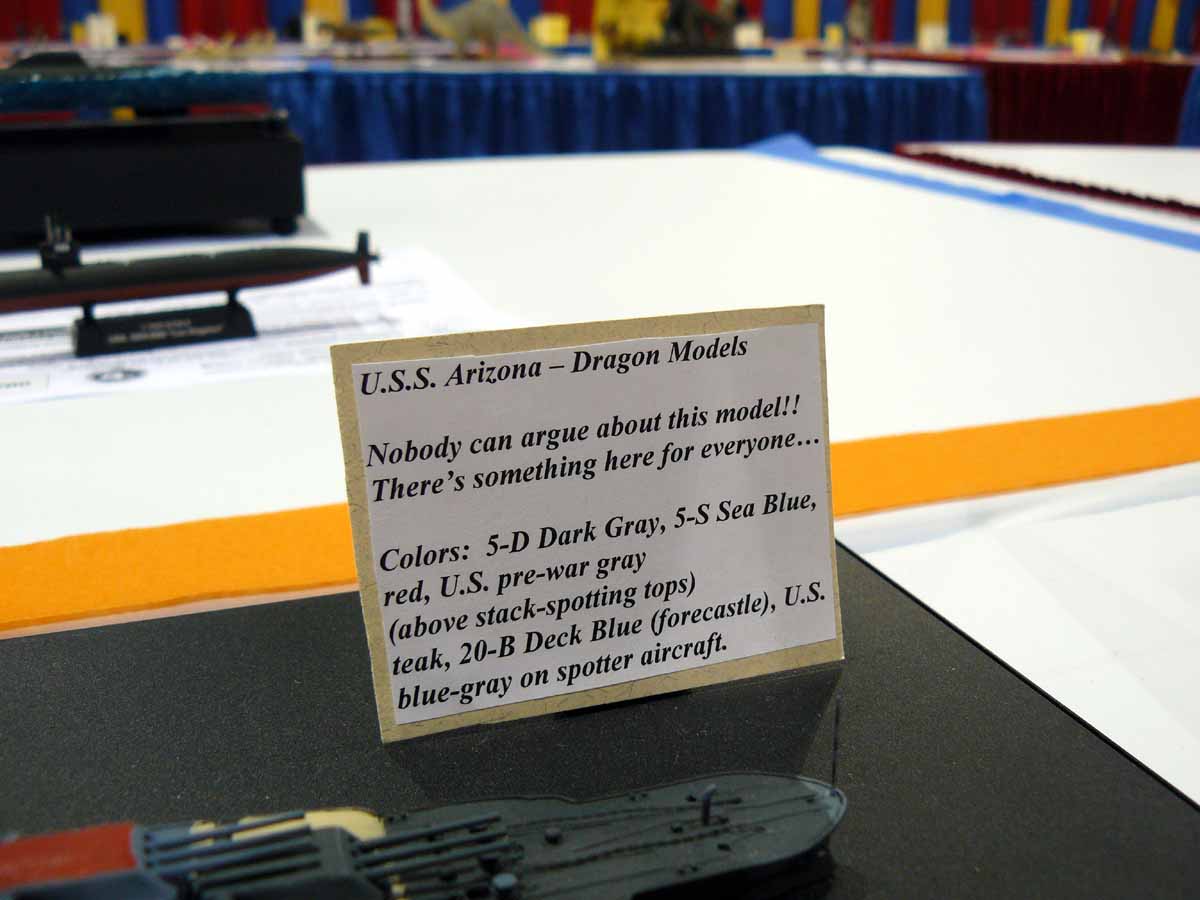 U.S.S. Arizona – Dragon Models
Nobody can argue about this model!!
There's something here for everyone...
Colors: 5-D Dark Gray, 5-S Sea Blue,
red, U.S. pre-war gray
(above stack-spotting tops)
teak, 20-B Deck Blue (forecastle), U.S.
blue-gray on spotter aircraft.